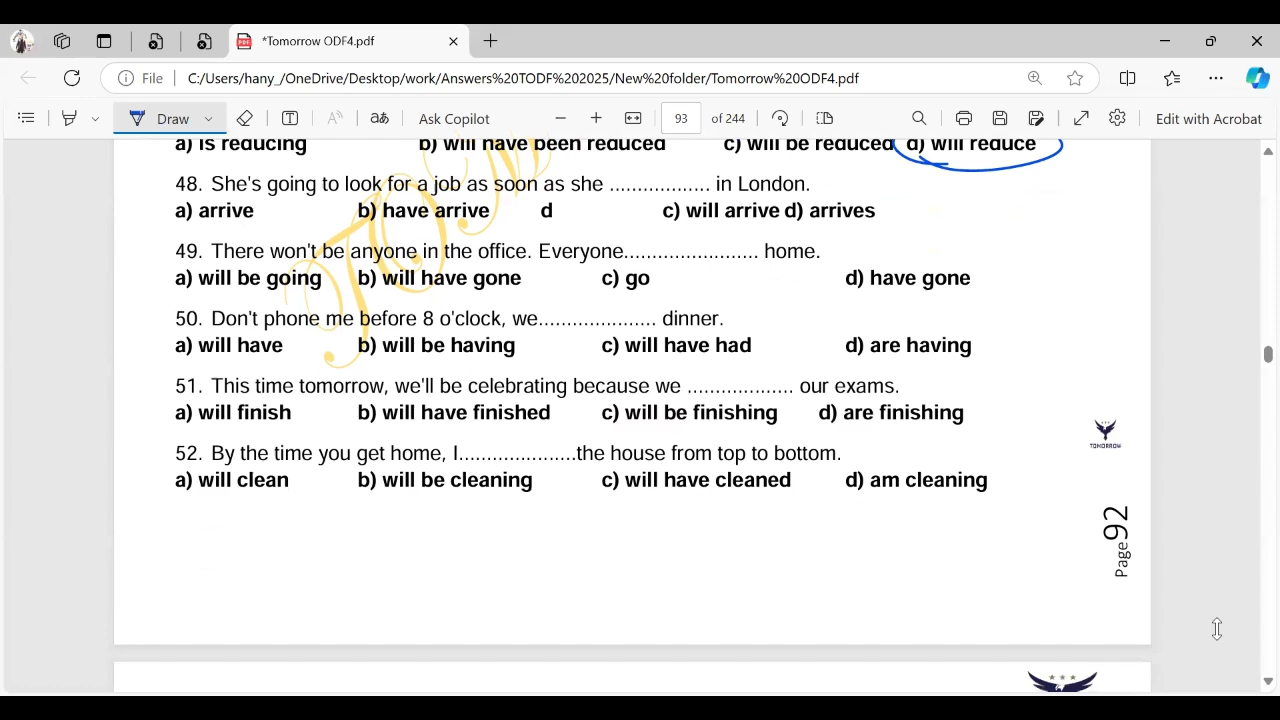 *Tomorrow ODF4.pdf
File
C:/Users/hany_/OneDrive/Desktop/work/Answers%20TODF%202025/New%20folder/Tomorrow%20ODF4.pdf
Draw
Ask Copilot
93 of 244
Edit with Acrobat
a) Is reducing b) will have been reduced c) will be reduced d) will reduce
48. She's going to look for a job as soon as she .................. in London.
a) arrive b) have arrive d c) will arrive d) arrives
49. There won't be anyone in the office. Everyone........................ home.
a) will be going b) will have gone c) go d) have gone
50. Don't phone me before 8 o'clock, we..................... dinner.
a) will have b) will be having c) will have had d) are having
51. This time tomorrow, we'll be celebrating because we ................... our exams.
a) will finish b) will have finished c) will be finishing d) are finishing
52. By the time you get home, I.....................the house from top to bottom.
a) will clean b) will be cleaning c) will have cleaned d) am cleaning
TOMORROW
Page 92
TOM